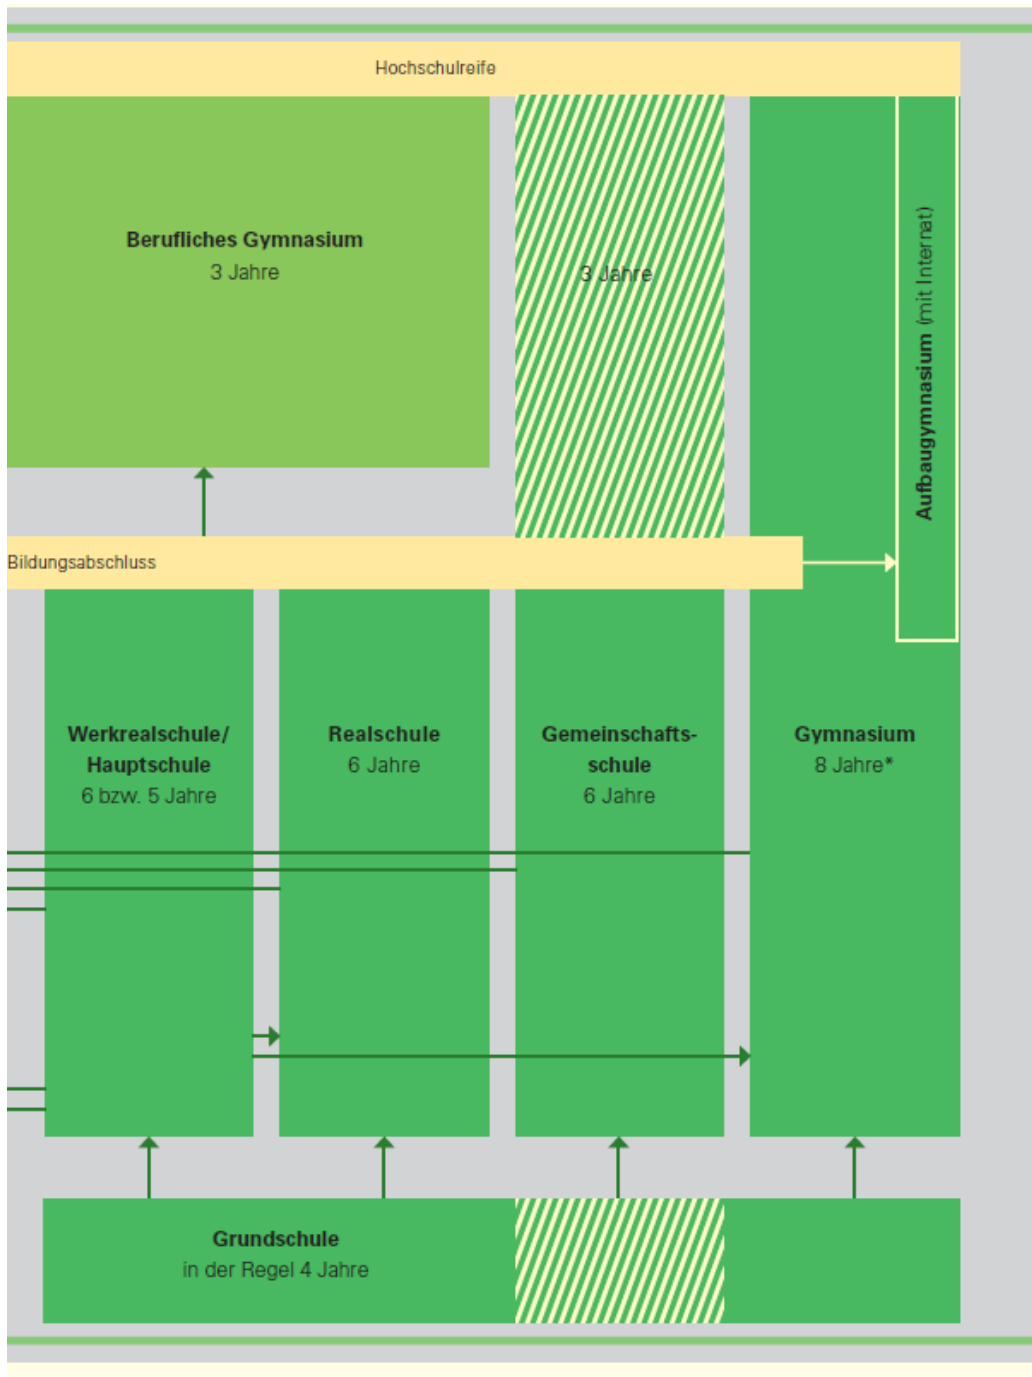 Hochschulreife
Berufliches Gymnasium
3 Jahre
3 Jahre
Aufbaugymnasium (mit Internat)
Bildungsabschluss
Werkrealschule/
Hauptschule
6 bzw. 5 Jahre
Realschule
6 Jahre
Gemeinschafts-
schule
6 Jahre
Gymnasium
8 Jahre*
Grundschule
in der Regel 4 Jahre